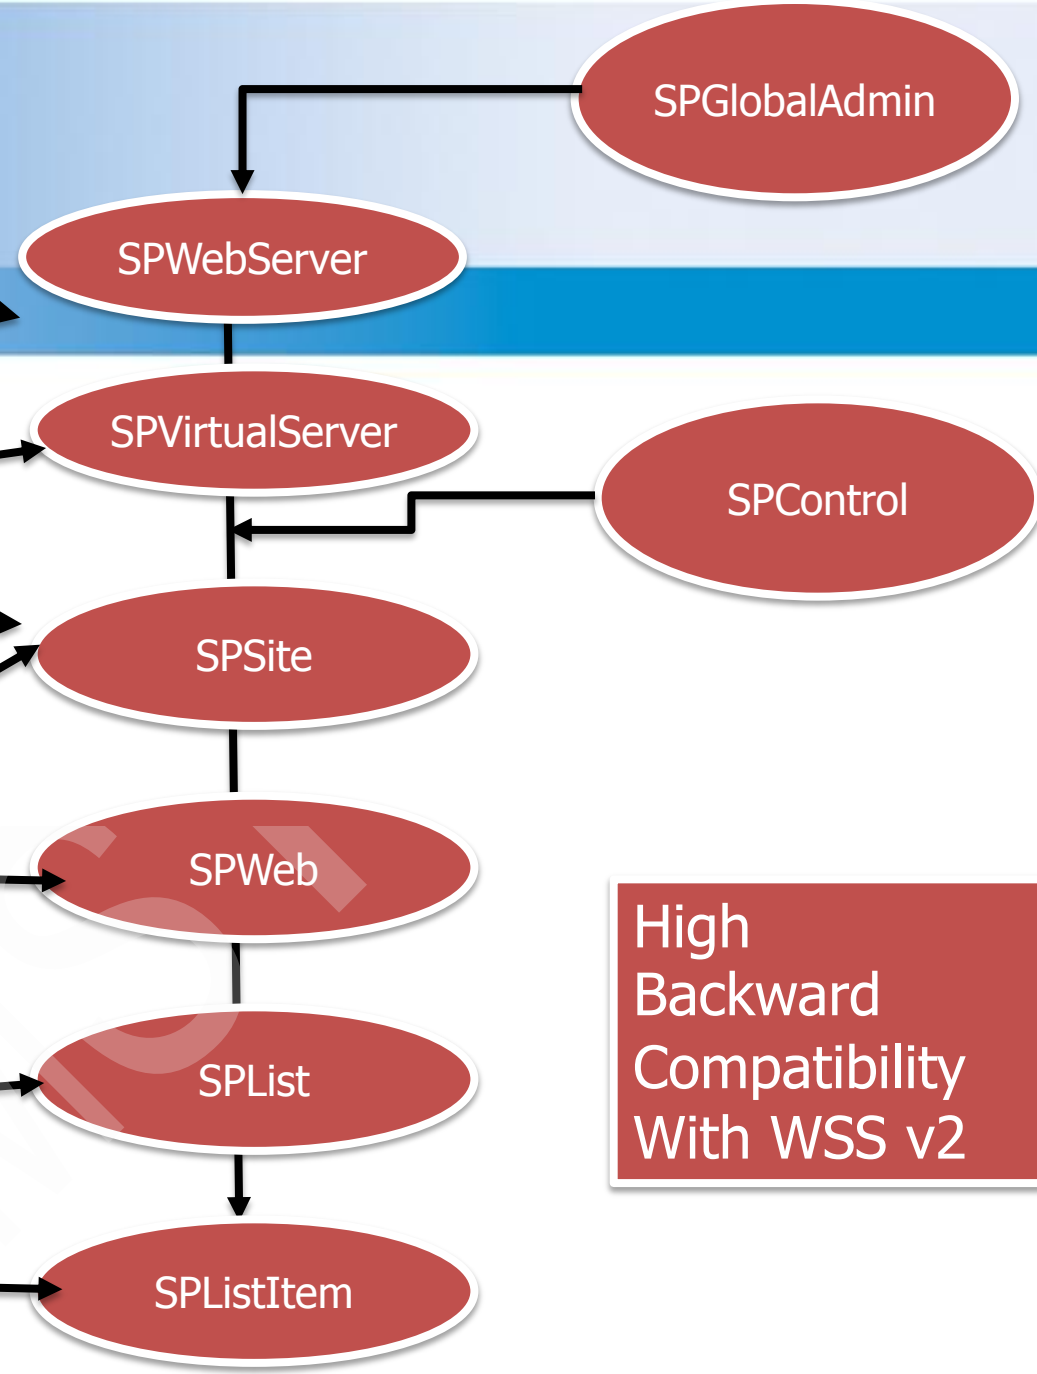 SPGlobalAdmin
SPWebServer
SPVirtualServer
SPControl
SPSite
SPWeb
SPList
SPListItem
High
Backward
Compatibility
With WSS v2